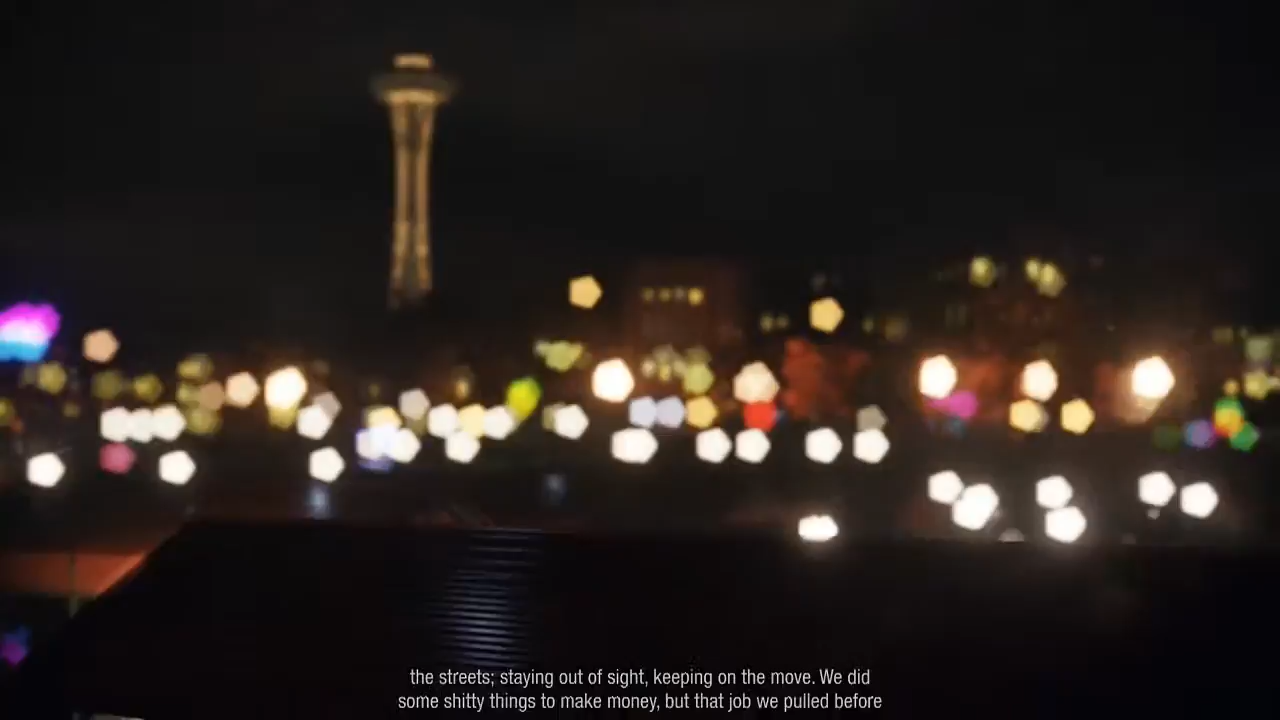 the streets; staying out of sight, keeping on the move. We did
some shitty things to make money, but that job we pulled before